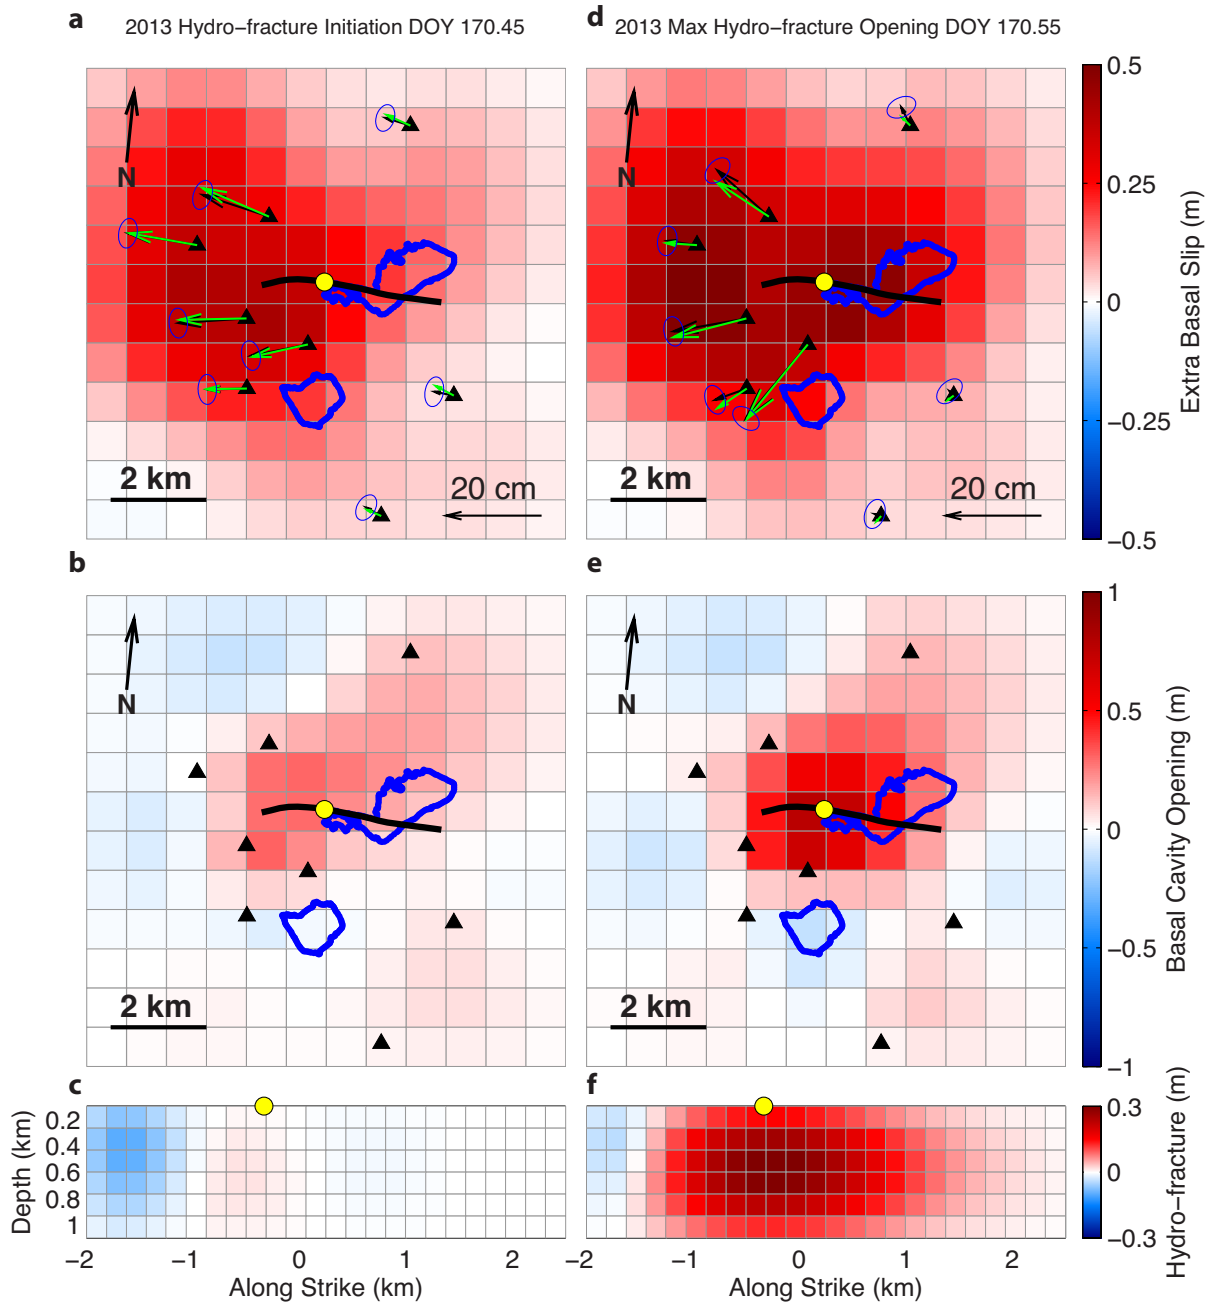 a
2013 Hydro−fracture Initiation DOY 170.45
d
2013 Max Hydro−fracture Opening DOY 170.55
N
2 km
20 cm
N
2 km
20 cm
0.5
0.25
0
−0.25
−0.5
Extra Basal Slip (m)
b
N
2 km
e
N
2 km
1
0.5
0
−0.5
−1
Basal Cavity Opening (m)
c
Depth (km)
0.2
0.4
0.6
0.8
1
−2 −1 0 1 2
Along Strike (km)
f
−2 −1 0 1 2
Along Strike (km)
0.3
0
−0.3
Hydro−fracture (m)